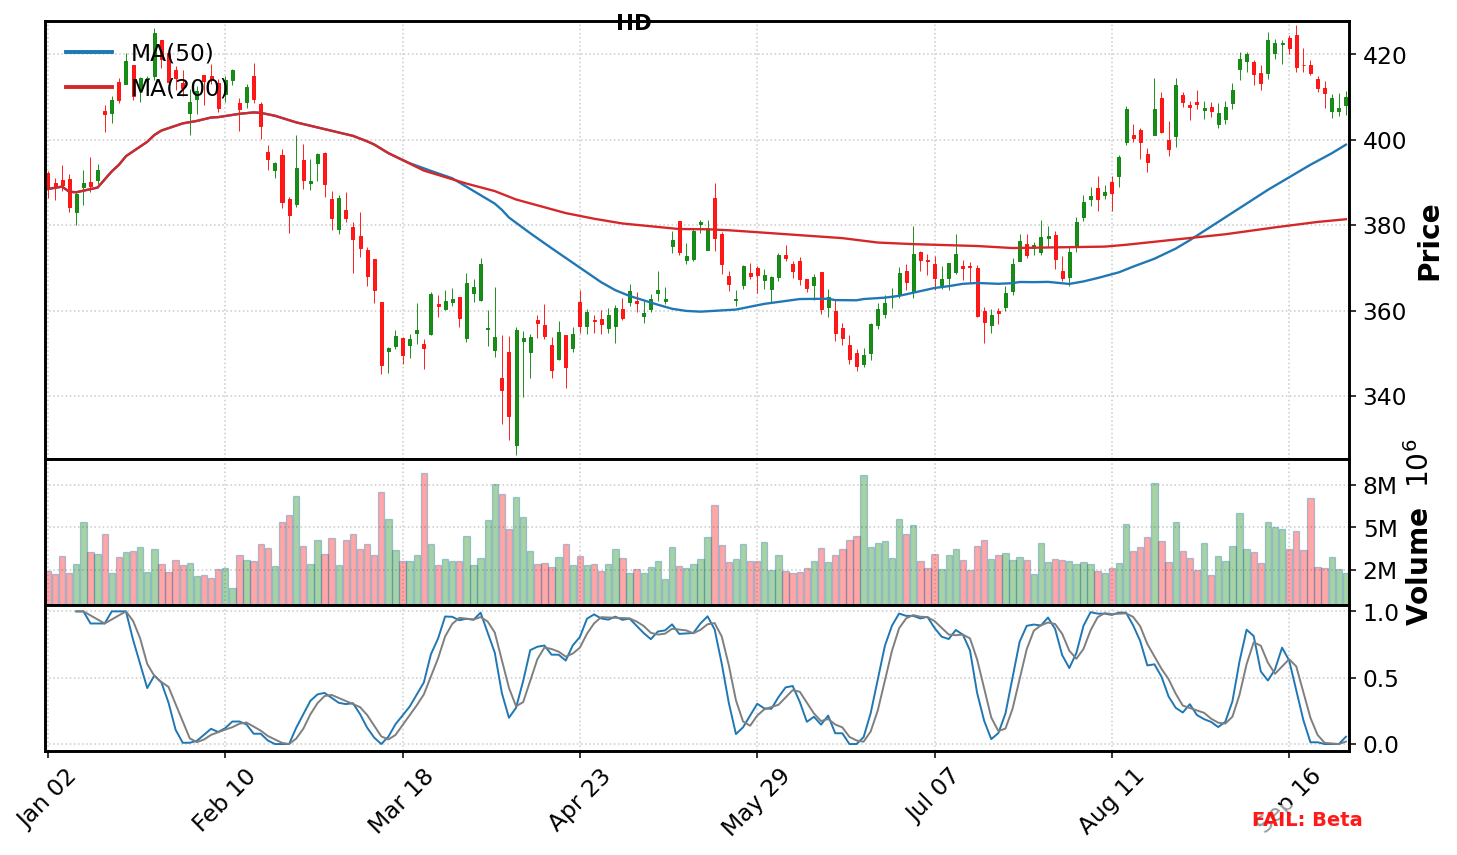 HD
MA(50)
MA(200)
420
400
380
360
340
Price
10^6
8M
5M
2M
Volume
1.0
0.5
0.0
Jan 02
Feb 10
Mar 18
Apr 23
May 29
Jul 07
Aug 11
Sep 16
FAIL: Beta